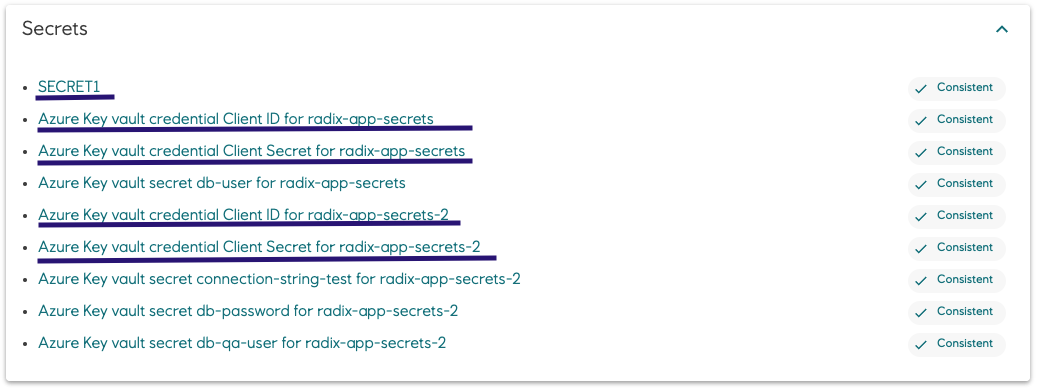 Secrets
SECRET1 Consistent
Azure Key vault credential Client ID for radix-app-secrets Consistent
Azure Key vault credential Client Secret for radix-app-secrets Consistent
Azure Key vault secret db-user for radix-app-secrets Consistent
Azure Key vault credential Client ID for radix-app-secrets-2 Consistent
Azure Key vault credential Client Secret for radix-app-secrets-2 Consistent
Azure Key vault secret connection-string-test for radix-app-secrets-2 Consistent
Azure Key vault secret db-password for radix-app-secrets-2 Consistent
Azure Key vault secret db-qa-user for radix-app-secrets-2 Consistent